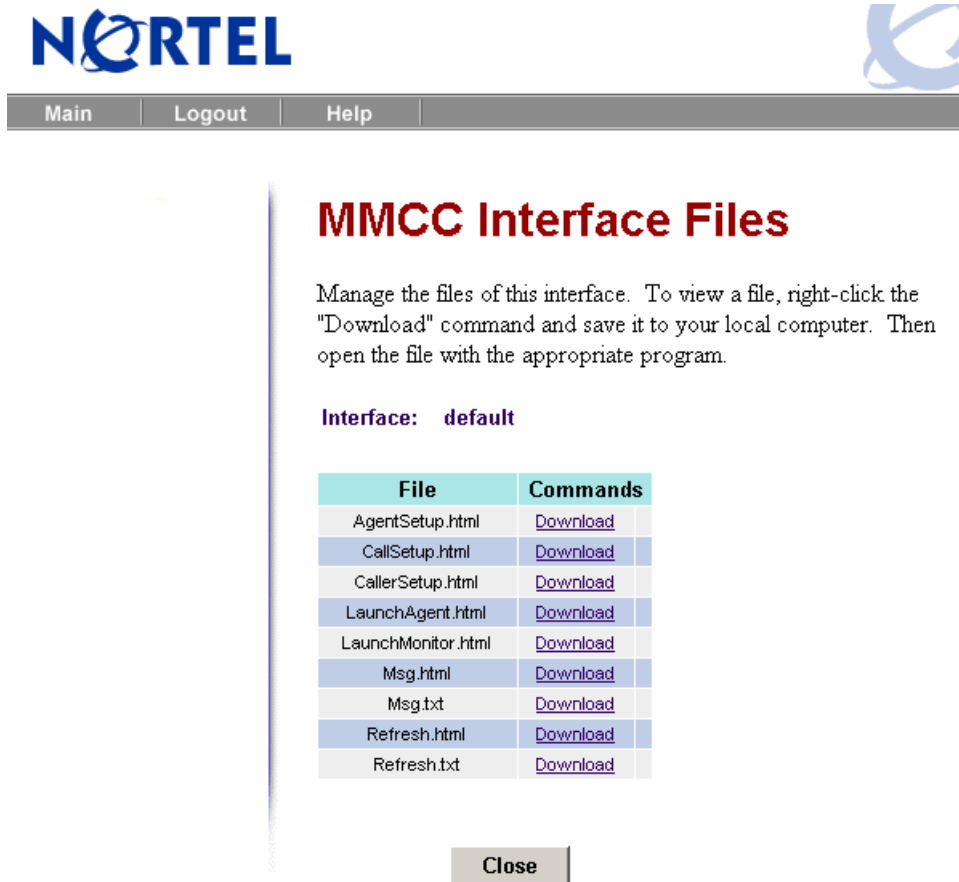 NORTEL
Main Logout Help
MMCC Interface Files
Manage the files of this interface. To view a file, right-click the
"Download" command and save it to your local computer. Then
open the file with the appropriate program.
Interface: default
File Commands
AgentSetup.html Download
CallSetup.html Download
CallerSetup.html Download
LaunchAgent.html Download
LaunchMonitor.html Download
Msg.html Download
Msg.txt Download
Refresh.html Download
Refresh.txt Download
Close